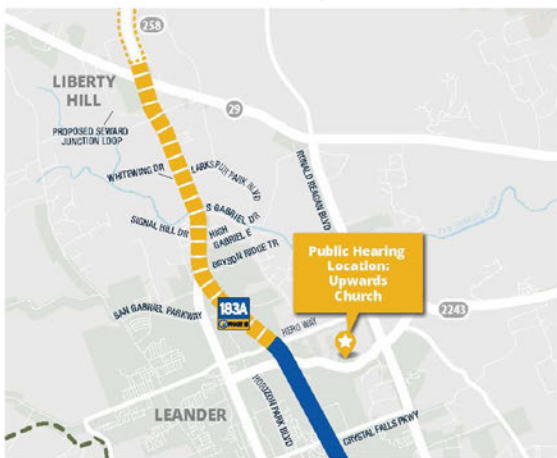 258
LIBERTY
HILL
29
PROPOSED SEWARD
JUNCTION LOOP
WHITEWING DR
LARKSPUR PARK BLVD
RONALD REAGAN BLVD
S GABRIEL DR
SIGNAL HILL DR
HIGH
GABRIEL E
BRYSON RIDGE TR
Public Hearing
Location:
Upwards
Church
SAN GABRIEL PARKWAY
183A
PHASE III
HERO WAY
2243
LEANDER
HORIZON PARK BLVD
CRYSTAL FALLS PKWY